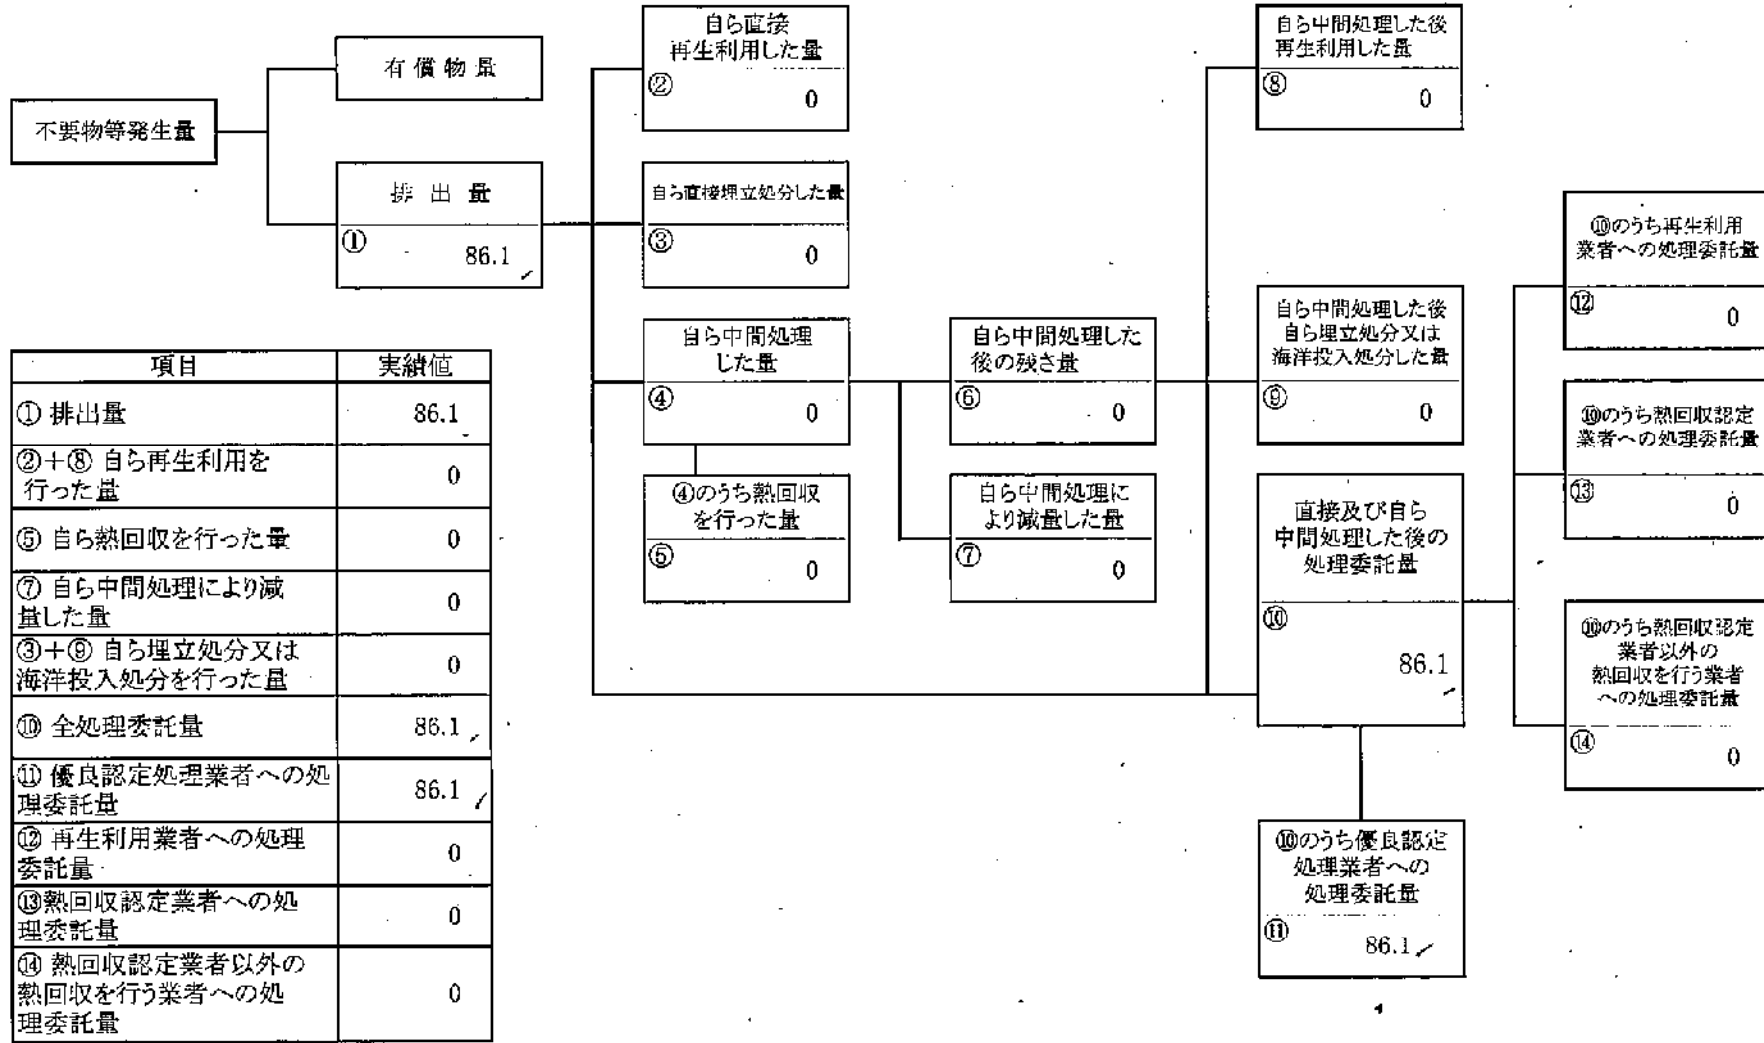 不要物等発生量
有償物量
排出量
①
86.1
自ら直接
再生利用した量
②
0
自ら直接埋立処分した量
③
0
自ら中間処理
した量
④
0
④のうち熱回収
を行った量
⑤
0
自ら中間処理した
後の残さ量
⑥
0
自ら中間処理に
より減量した量
⑦
0
自ら中間処理した後
再生利用した量
⑧
0
自ら中間処理した後
自ら埋立処分又は
海洋投入処分した量
⑨
0
直接及び自ら
中間処理した後の
処理委託量
⑩
86.1
⑩のうち優良認定
処理業者への
処理委託量
⑪
86.1
⑩のうち再生利用
業者への処理委託量
⑫
0
⑩のうち熱回収認定
業者への処理委託量
⑬
0
⑩のうち熱回収認定
業者以外の
熱回収を行う業者
への処理委託量
⑭
0
項目 実績値
① 排出量 86.1
②＋⑧ 自ら再生利用を
行った量 0
⑤ 自ら熱回収を行った量 0
⑦ 自ら中間処理により減
量した量 0
③＋⑨ 自ら埋立処分又は
海洋投入処分を行った量 0
⑩ 全処理委託量 86.1
⑪ 優良認定処理業者への処
理委託量 86.1
⑫ 再生利用業者への処理
委託量 0
⑬熱回収認定業者への処
理委託量 0
⑭ 熱回収認定業者以外の
熱回収を行う業者への処
理委託量 0